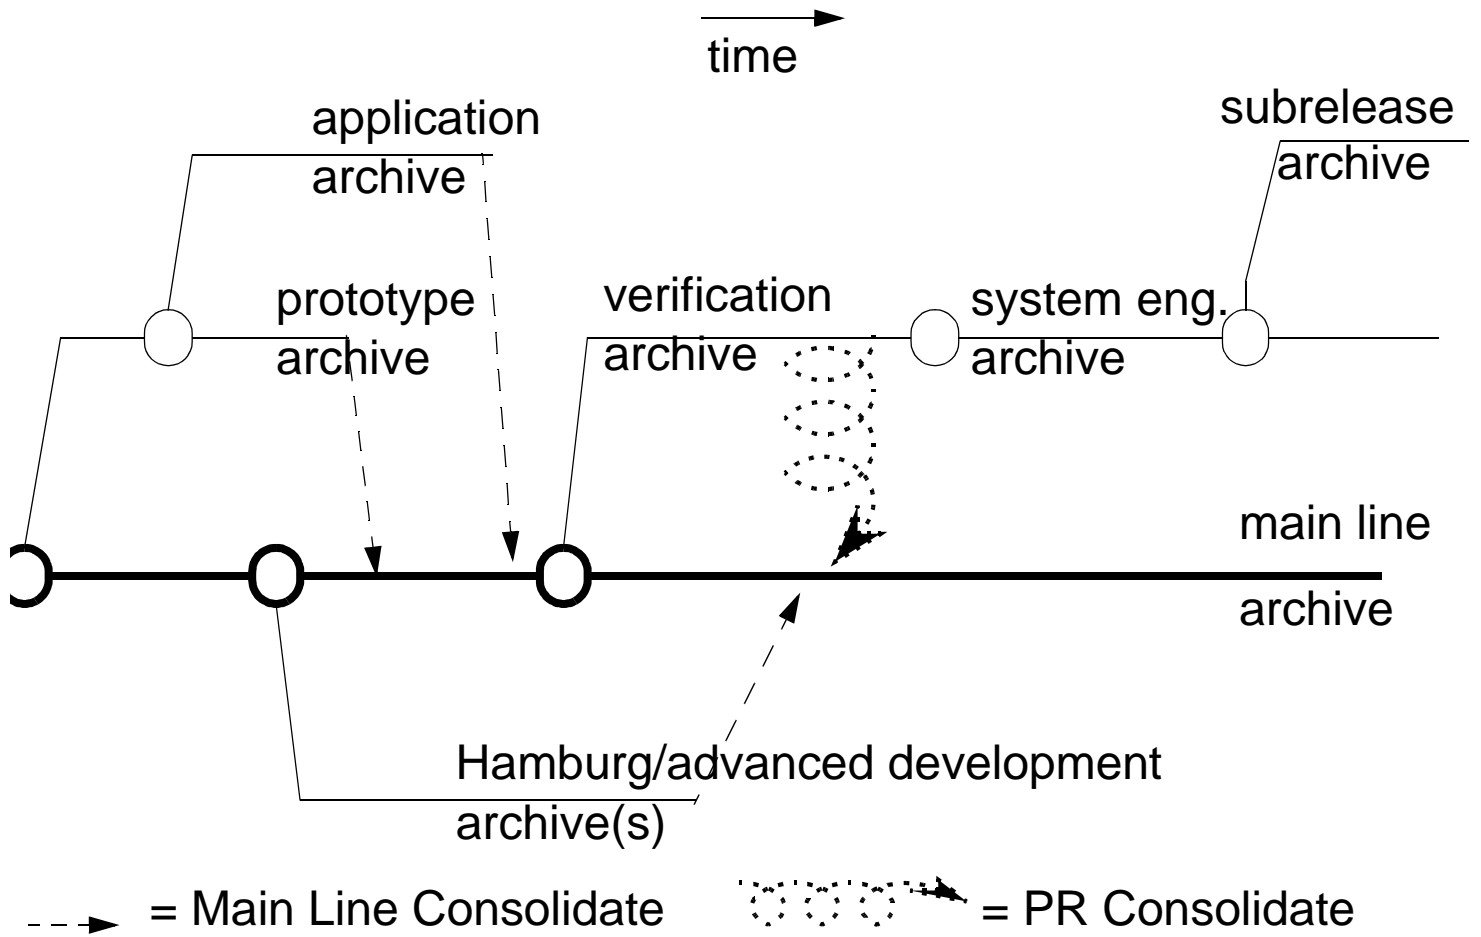 time
application
archive
subrelease
archive
prototype
archive
verification
archive
system eng.
archive
main line
archive
Hamburg/advanced development
archive(s)
= Main Line Consolidate
= PR Consolidate